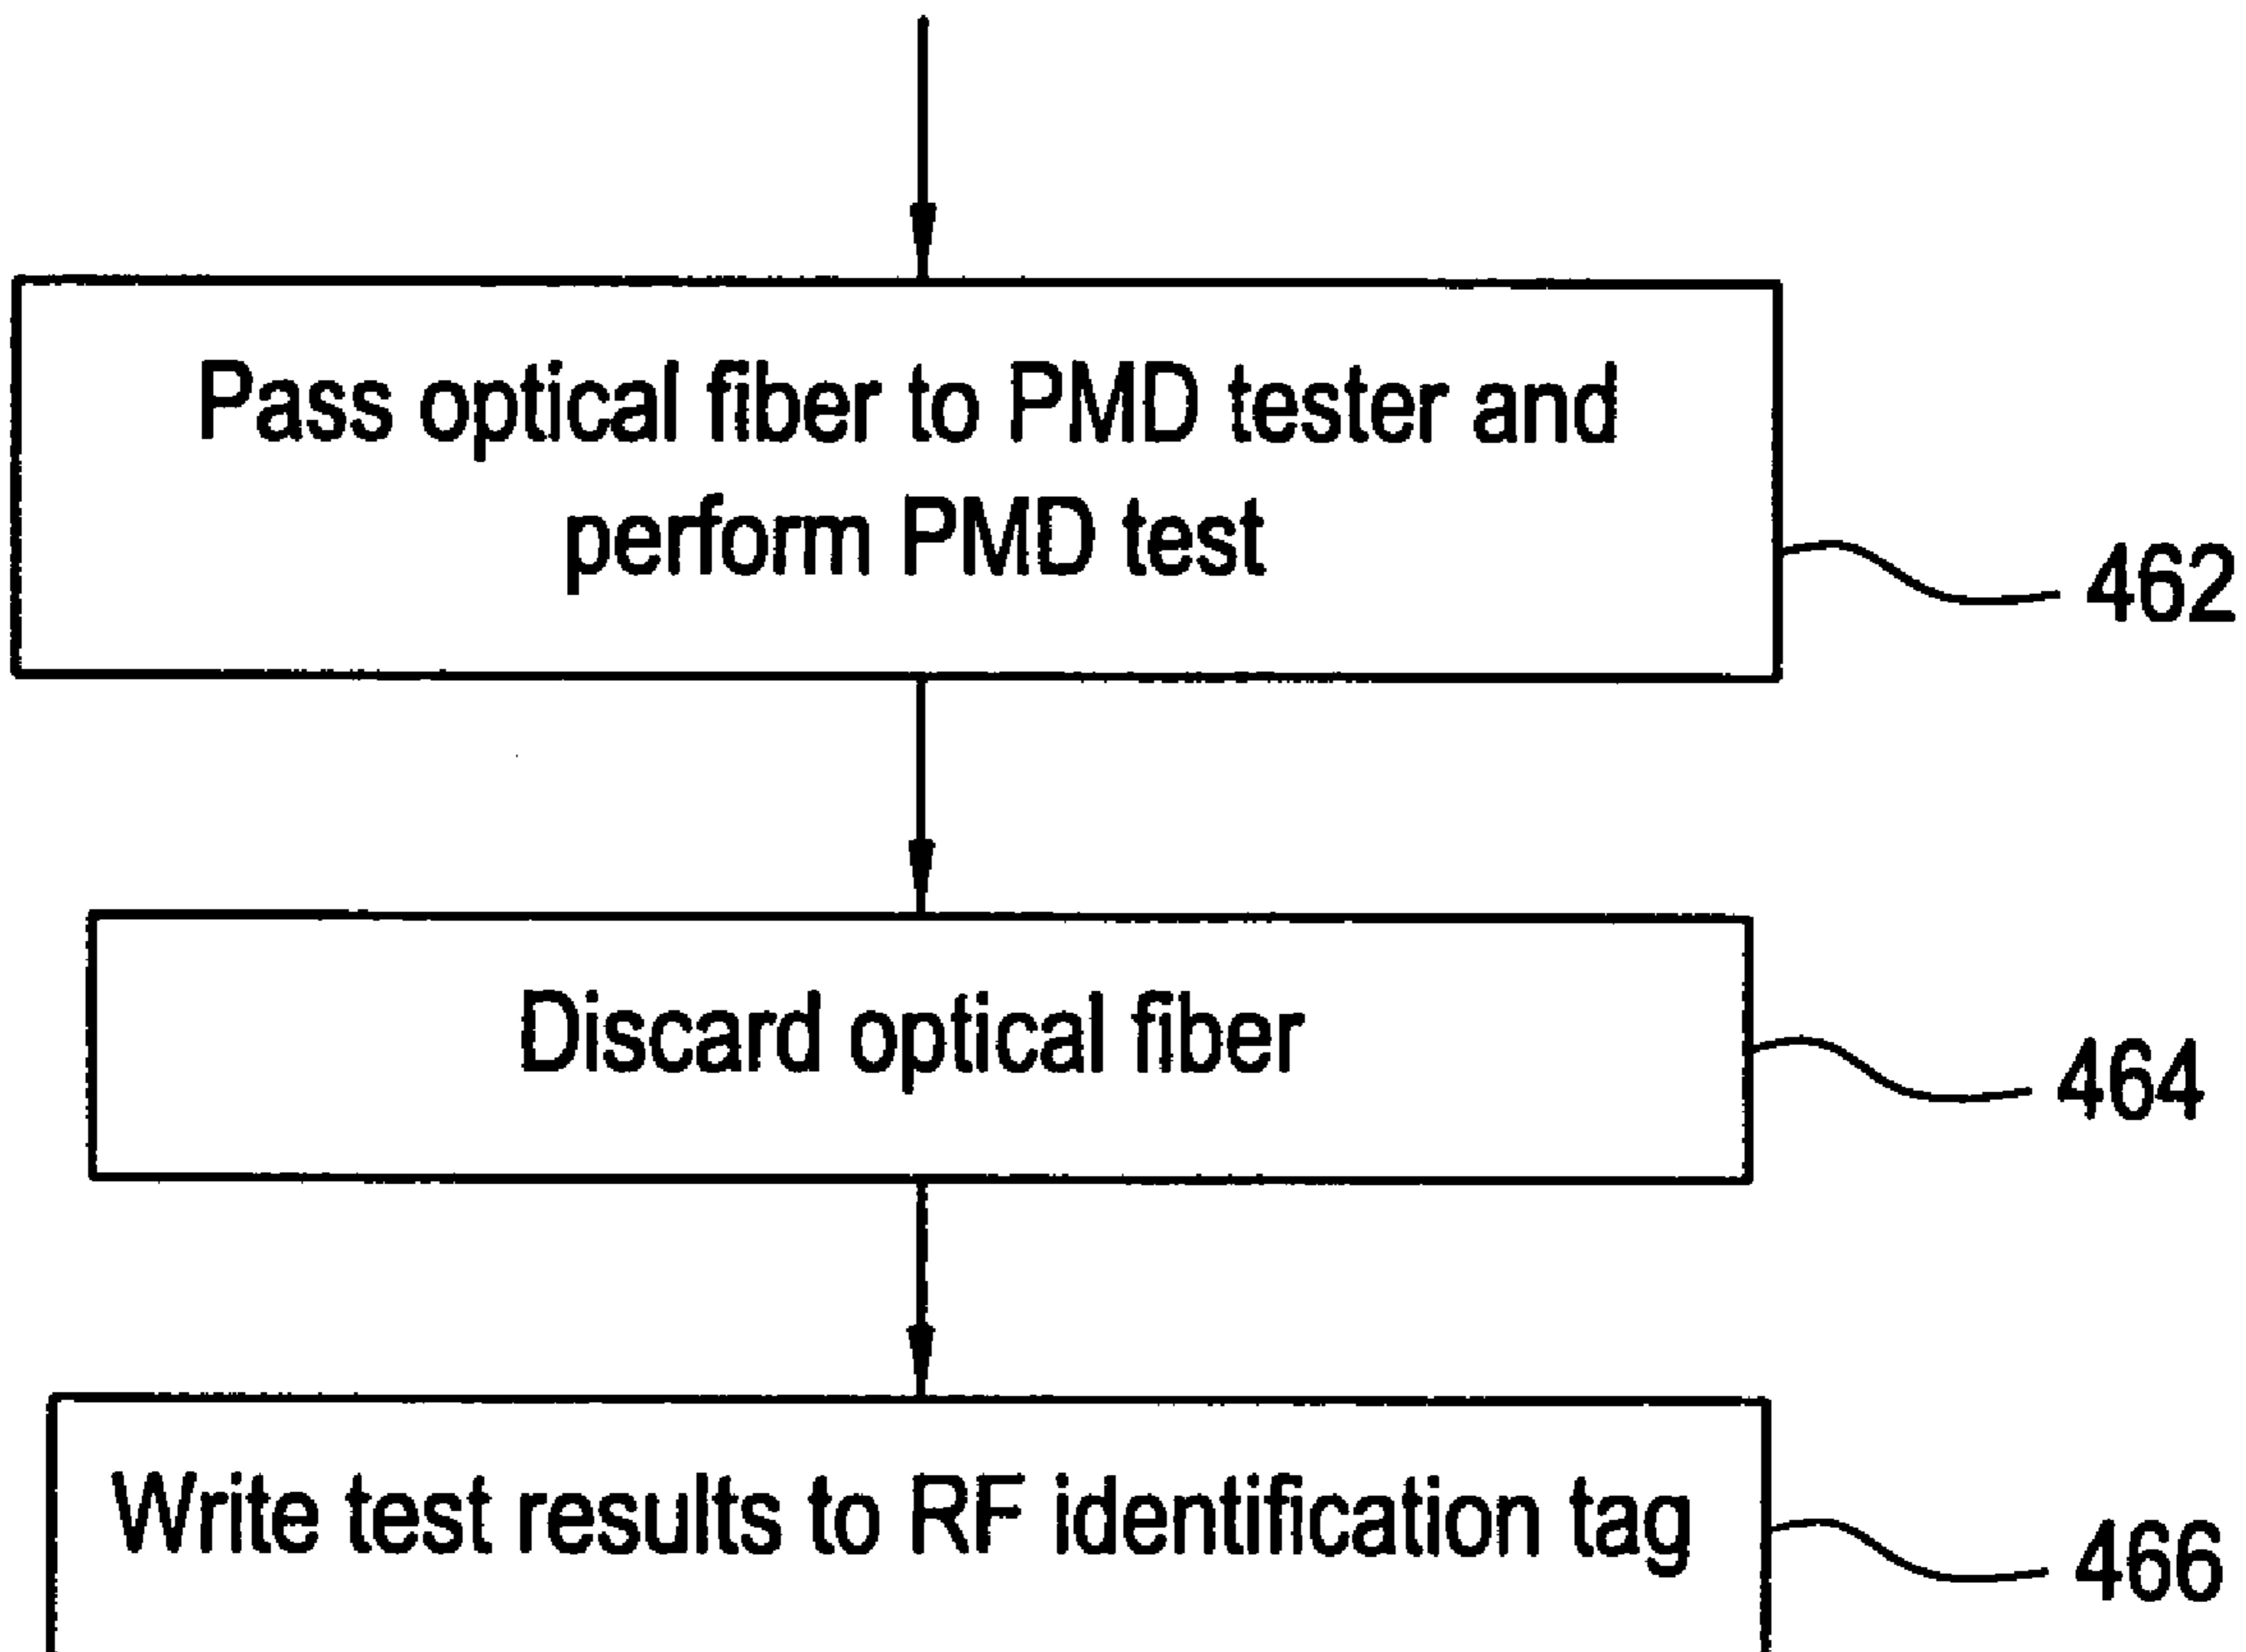 Pass optical fiber to PMD tester and
perform PMD test
462
Discard optical fiber
464
Write test results to RF identification tag
466